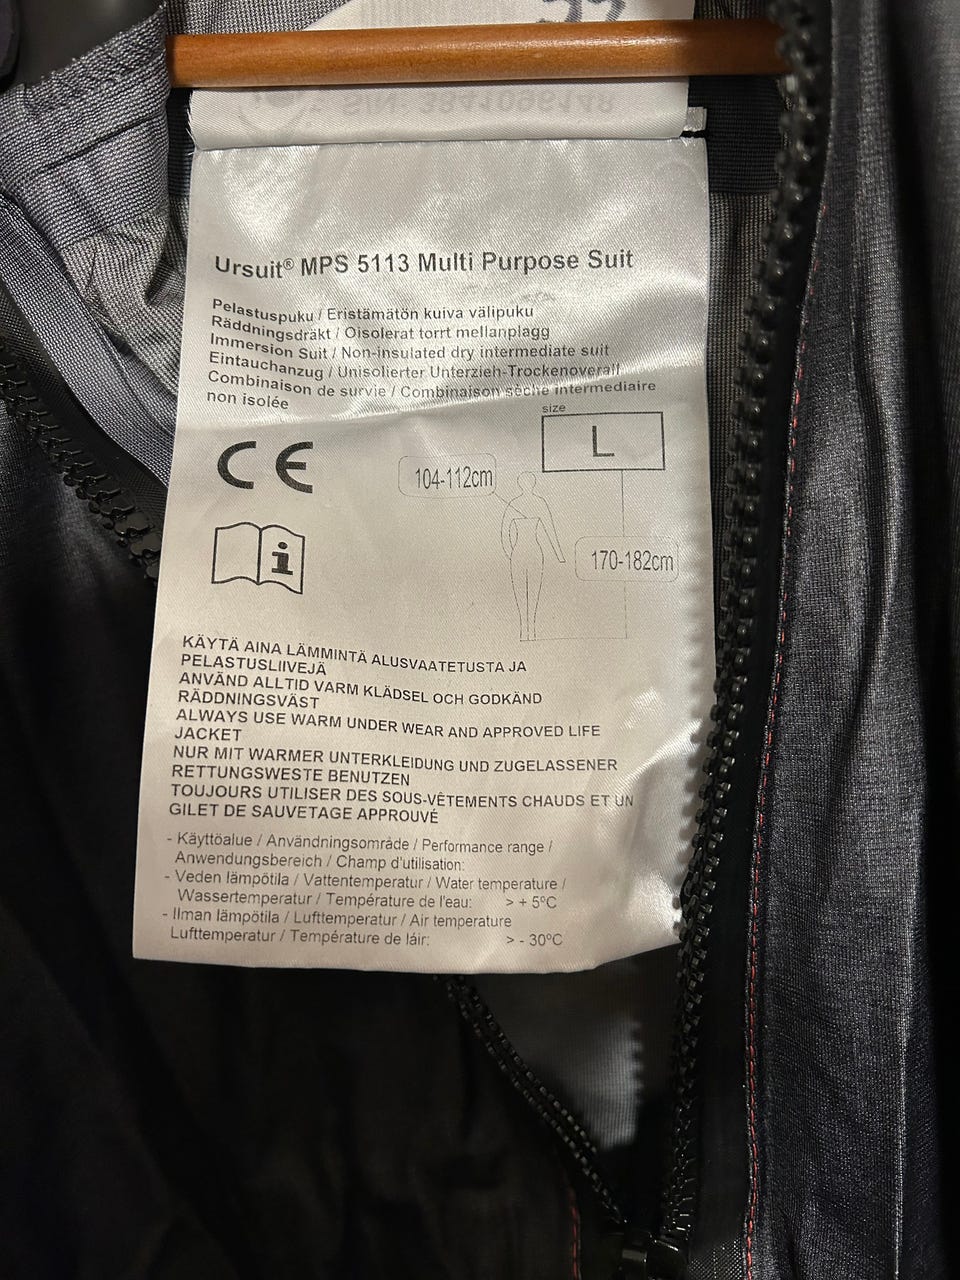 S/N: 3841096148
Ursuit® MPS 5113 Multi Purpose Suit
Pelastuspuku / Eristämätön kuiva välipuku
Räddningsdräkt / Oisolerat torrt mellanplagg
Immersion Suit / Non-insulated dry intermediate suit
Eintauchanzug / Unisolierter Unterzieh-Trockenoverall
Combinaison de survie / Combinaison sèche intermediaire
non isolée
size
L
CE
104-112cm
i
170-182cm
KÄYTÄ AINA LÄMMINTÄ ALUSVAATETUSTA JA
PELASTUSLIIVEJÄ
ANVÄND ALLTID VARM KLÄDSEL OCH GODKÄND
RÄDDNINGSVÄST
ALWAYS USE WARM UNDER WEAR AND APPROVED LIFE
JACKET
NUR MIT WARMER UNTERKLEIDUNG UND ZUGELASSENER
RETTUNGSWESTE BENUTZEN
TOUJOURS UTILISER DES SOUS-VÊTEMENTS CHAUDS ET UN
GILET DE SAUVETAGE APPROUVÉ
- Käyttöalue / Användningsområde / Performance range /
Anwendungsbereich / Champ d'utilisation:
- Veden lämpötila / Vattentemperatur / Water temperature /
Wassertemperatur / Température de l'eau: > + 5ºC
- Ilman lämpötila / Lufttemperatur / Air temperature
Lufttemperatur / Température de láir: > - 30ºC